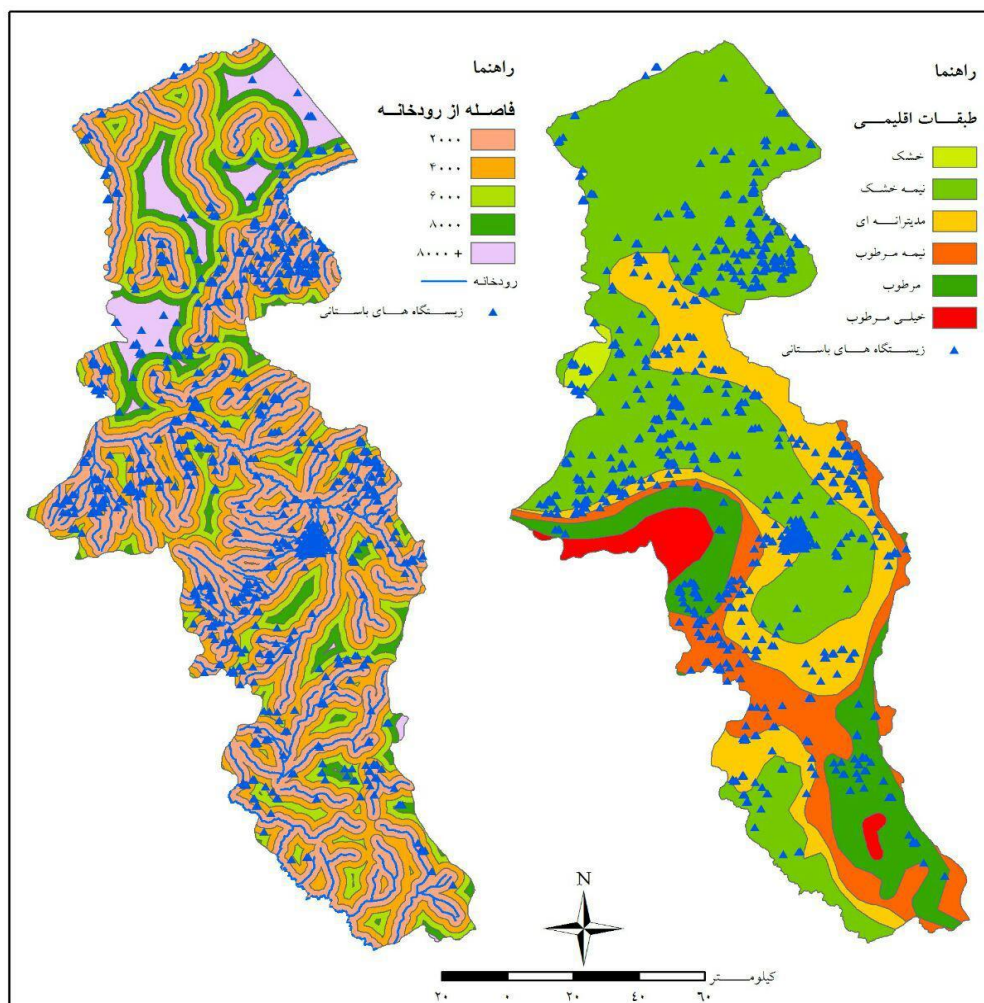 راهنما
طبقات اقلیمی
خشک
نیمه خشک
مدیترانه ای
نیمه مرطوب
مرطوب
خیلی مرطوب
زیستگاه های باستانی
راهنما
فاصله از رودخانه
۲۰۰۰
۴۰۰۰
۶۰۰۰
۸۰۰۰
۸۰۰۰ +
رودخانه
زیستگاه های باستانی
N
کیلومتر
۲۰ ۰ ۲۰ ۴۰ ۶۰